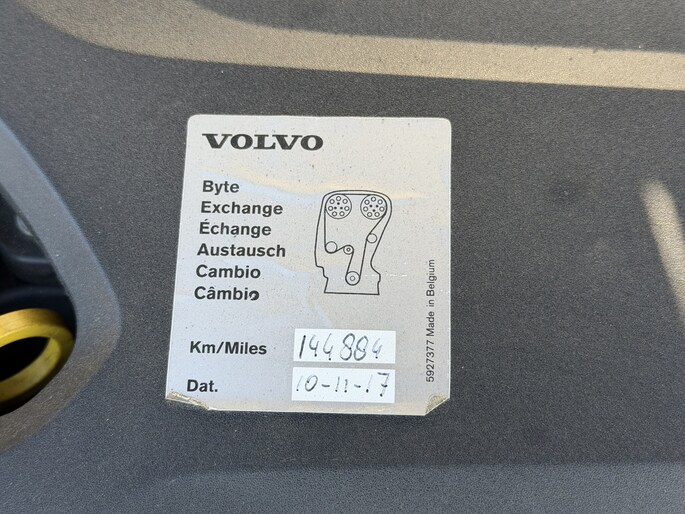 VOLVO
Byte
Exchange
Échange
Austausch
Cambio
Câmbio
Km/Miles 144884
Dat. 10-11-17
5927377 Made in Belgium